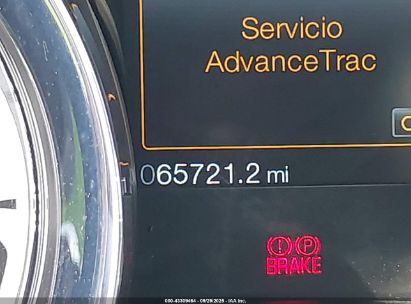 Servicio
AdvanceTrac
065721.2 mi
BRAKE